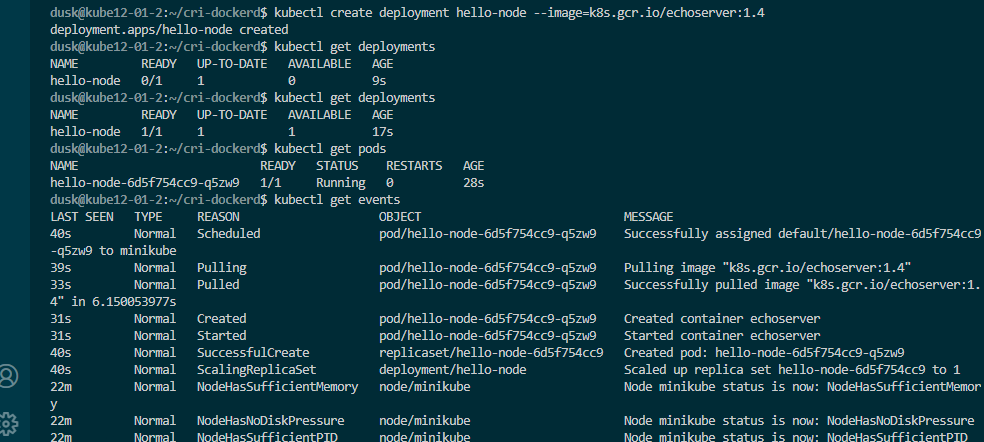 dusk@kube12-01-2:~/cri-dockerd$ kubectl create deployment hello-node --image=k8s.gcr.io/echoserver:1.4
deployment.apps/hello-node created
dusk@kube12-01-2:~/cri-dockerd$ kubectl get deployments
NAME         READY   UP-TO-DATE   AVAILABLE   AGE
hello-node   0/1     1            0           9s
dusk@kube12-01-2:~/cri-dockerd$ kubectl get deployments
NAME         READY   UP-TO-DATE   AVAILABLE   AGE
hello-node   1/1     1            1           17s
dusk@kube12-01-2:~/cri-dockerd$ kubectl get pods
NAME                          READY   STATUS    RESTARTS   AGE
hello-node-6d5f754cc9-q5zw9   1/1     Running   0          28s
dusk@kube12-01-2:~/cri-dockerd$ kubectl get events
LAST SEEN   TYPE     REASON                    OBJECT                             MESSAGE
40s         Normal   Scheduled                 pod/hello-node-6d5f754cc9-q5zw9    Successfully assigned default/hello-node-6d5f754cc9
-q5zw9 to minikube
39s         Normal   Pulling                   pod/hello-node-6d5f754cc9-q5zw9    Pulling image "k8s.gcr.io/echoserver:1.4"
33s         Normal   Pulled                    pod/hello-node-6d5f754cc9-q5zw9    Successfully pulled image "k8s.gcr.io/echoserver:1.
4" in 6.150053977s
31s         Normal   Created                   pod/hello-node-6d5f754cc9-q5zw9    Created container echoserver
31s         Normal   Started                   pod/hello-node-6d5f754cc9-q5zw9    Started container echoserver
40s         Normal   SuccessfulCreate          replicaset/hello-node-6d5f754cc9   Created pod: hello-node-6d5f754cc9-q5zw9
40s         Normal   ScalingReplicaSet         deployment/hello-node              Scaled up replica set hello-node-6d5f754cc9 to 1
22m         Normal   NodeHasSufficientMemory   node/minikube                      Node minikube status is now: NodeHasSufficientMemor
y
22m         Normal   NodeHasNoDiskPressure     node/minikube                      Node minikube status is now: NodeHasNoDiskPressure
22m         Normal   NodeHasSufficientPID      node/minikube                      Node minikube status is now: NodeHasSufficientPID